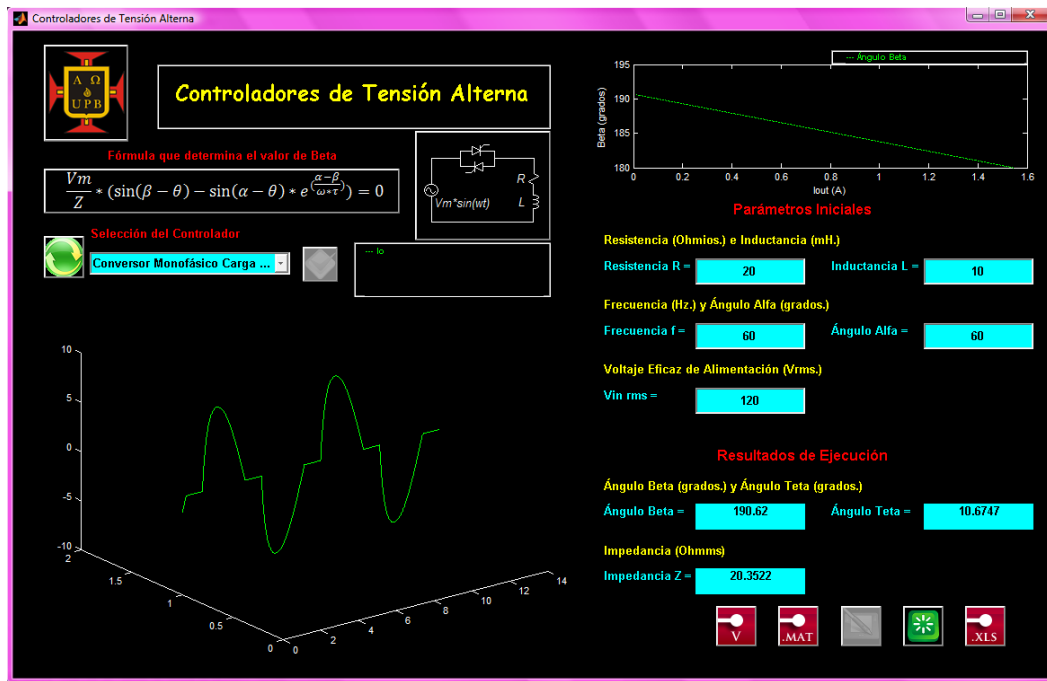 Controladores de Tensión Alterna
Α Ω
UPB
Controladores de Tensión Alterna
Fórmula que determina el valor de Beta
Vm/Z * (sin(β − θ) − sin(α − θ) * e^((α−β)/(ω*τ))) = 0
R
L
Vm*sin(wt)
Selección del Controlador
Conversor Monofásico Carga ...
--- Io
10
5
0
-5
-10
2
1.5
1
0.5
0
0
2
4
6
8
10
12
14
--- Ángulo Beta
195
190
185
180
Beta (grados)
0 0.2 0.4 0.6 0.8 1 1.2 1.4 1.6
Iout (A)
Parámetros Iniciales
Resistencia (Ohmios.) e Inductancia (mH.)
Resistencia R = 20 Inductancia L = 10
Frecuencia (Hz.) y Ángulo Alfa (grados.)
Frecuencia f = 60 Ángulo Alfa = 60
Voltaje Eficaz de Alimentación (Vrms.)
Vin rms = 120
Resultados de Ejecución
Ángulo Beta (grados.) y Ángulo Teta (grados.)
Ángulo Beta = 190.62 Ángulo Teta = 10.6747
Impedancia (Ohmms)
Impedancia Z = 20.3522
V
.MAT
.XLS